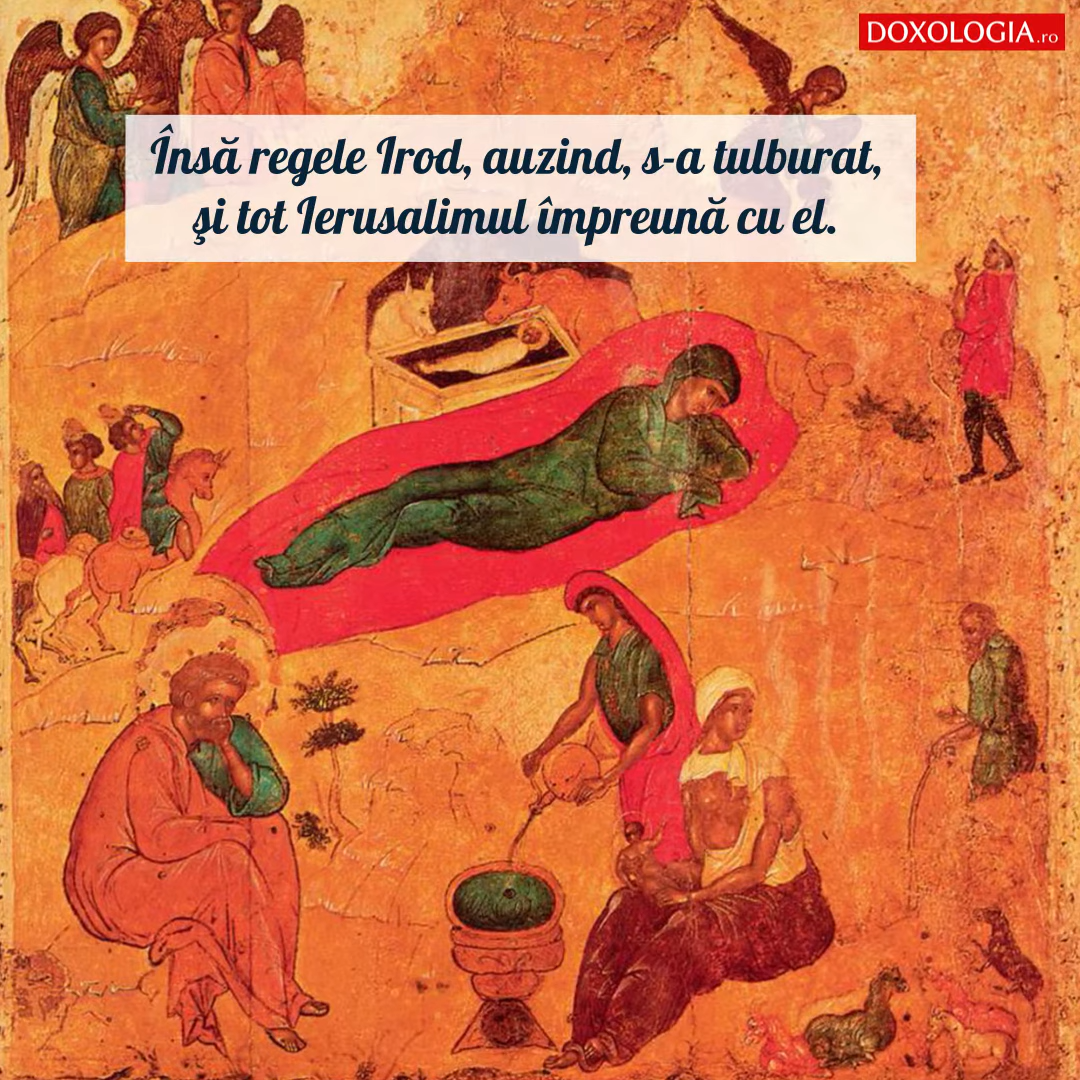 DOXOLOGIA.ro
Însă regele Irod, auzind, s-a tulburat,
şi tot Ierusalimul împreună cu el.